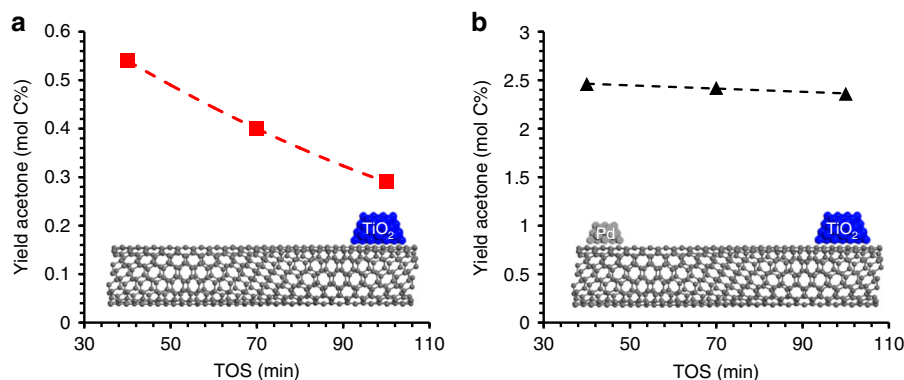 a
Yield acetone (mol C%)
0.6
0.5
0.4
0.3
0.2
0.1
0
TiO₂
30
50
70
90
110
TOS (min)
b
Yield acetone (mol C%)
3
2.5
2
1.5
1
0.5
0
Pd
TiO₂
30
50
70
90
110
TOS (min)